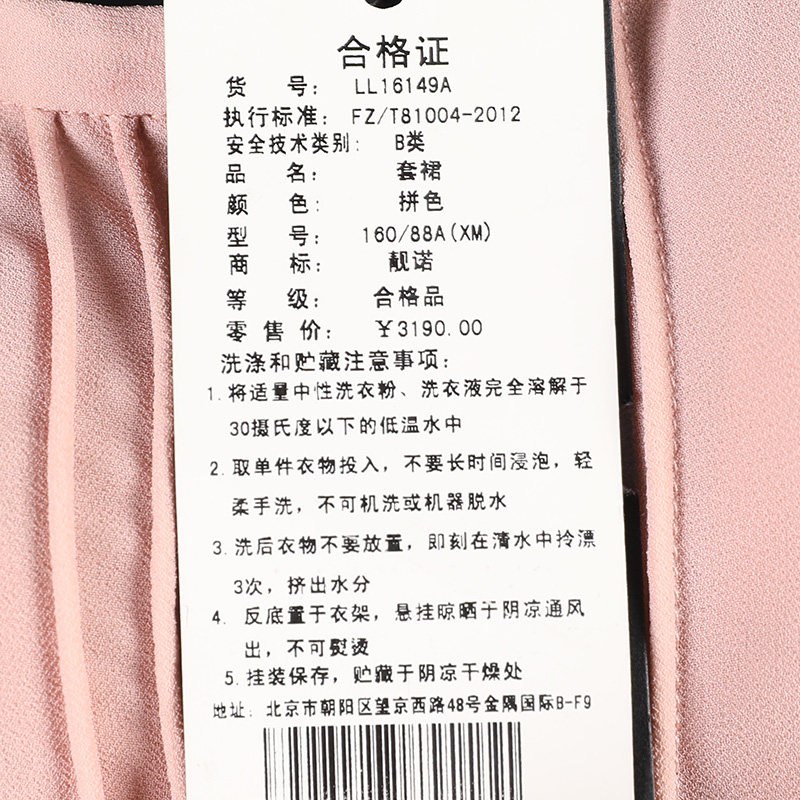 合格证
货 号: LL16149A
执行标准: FZ/T81004-2012
安全技术类别: B类
品 名: 套裙
颜 色: 拼色
型 号: 160/88A(XM)
商 标: 靓诺
等 级: 合格品
零 售 价: ¥3190.00
洗涤和贮藏注意事项:
1. 将适量中性洗衣粉、洗衣液完全溶解于
30摄氏度以下的低温水中
2. 取单件衣物投入，不要长时间浸泡，轻
柔手洗，不可机洗或机器脱水
3. 洗后衣物不要放置，即刻在清水中拎漂
3次，挤出水分
4. 反底置于衣架，悬挂晾晒于阴凉通风
出，不可熨烫
5. 挂装保存，贮藏于阴凉干燥处
地址: 北京市朝阳区望京西路48号金隅国际B-F9